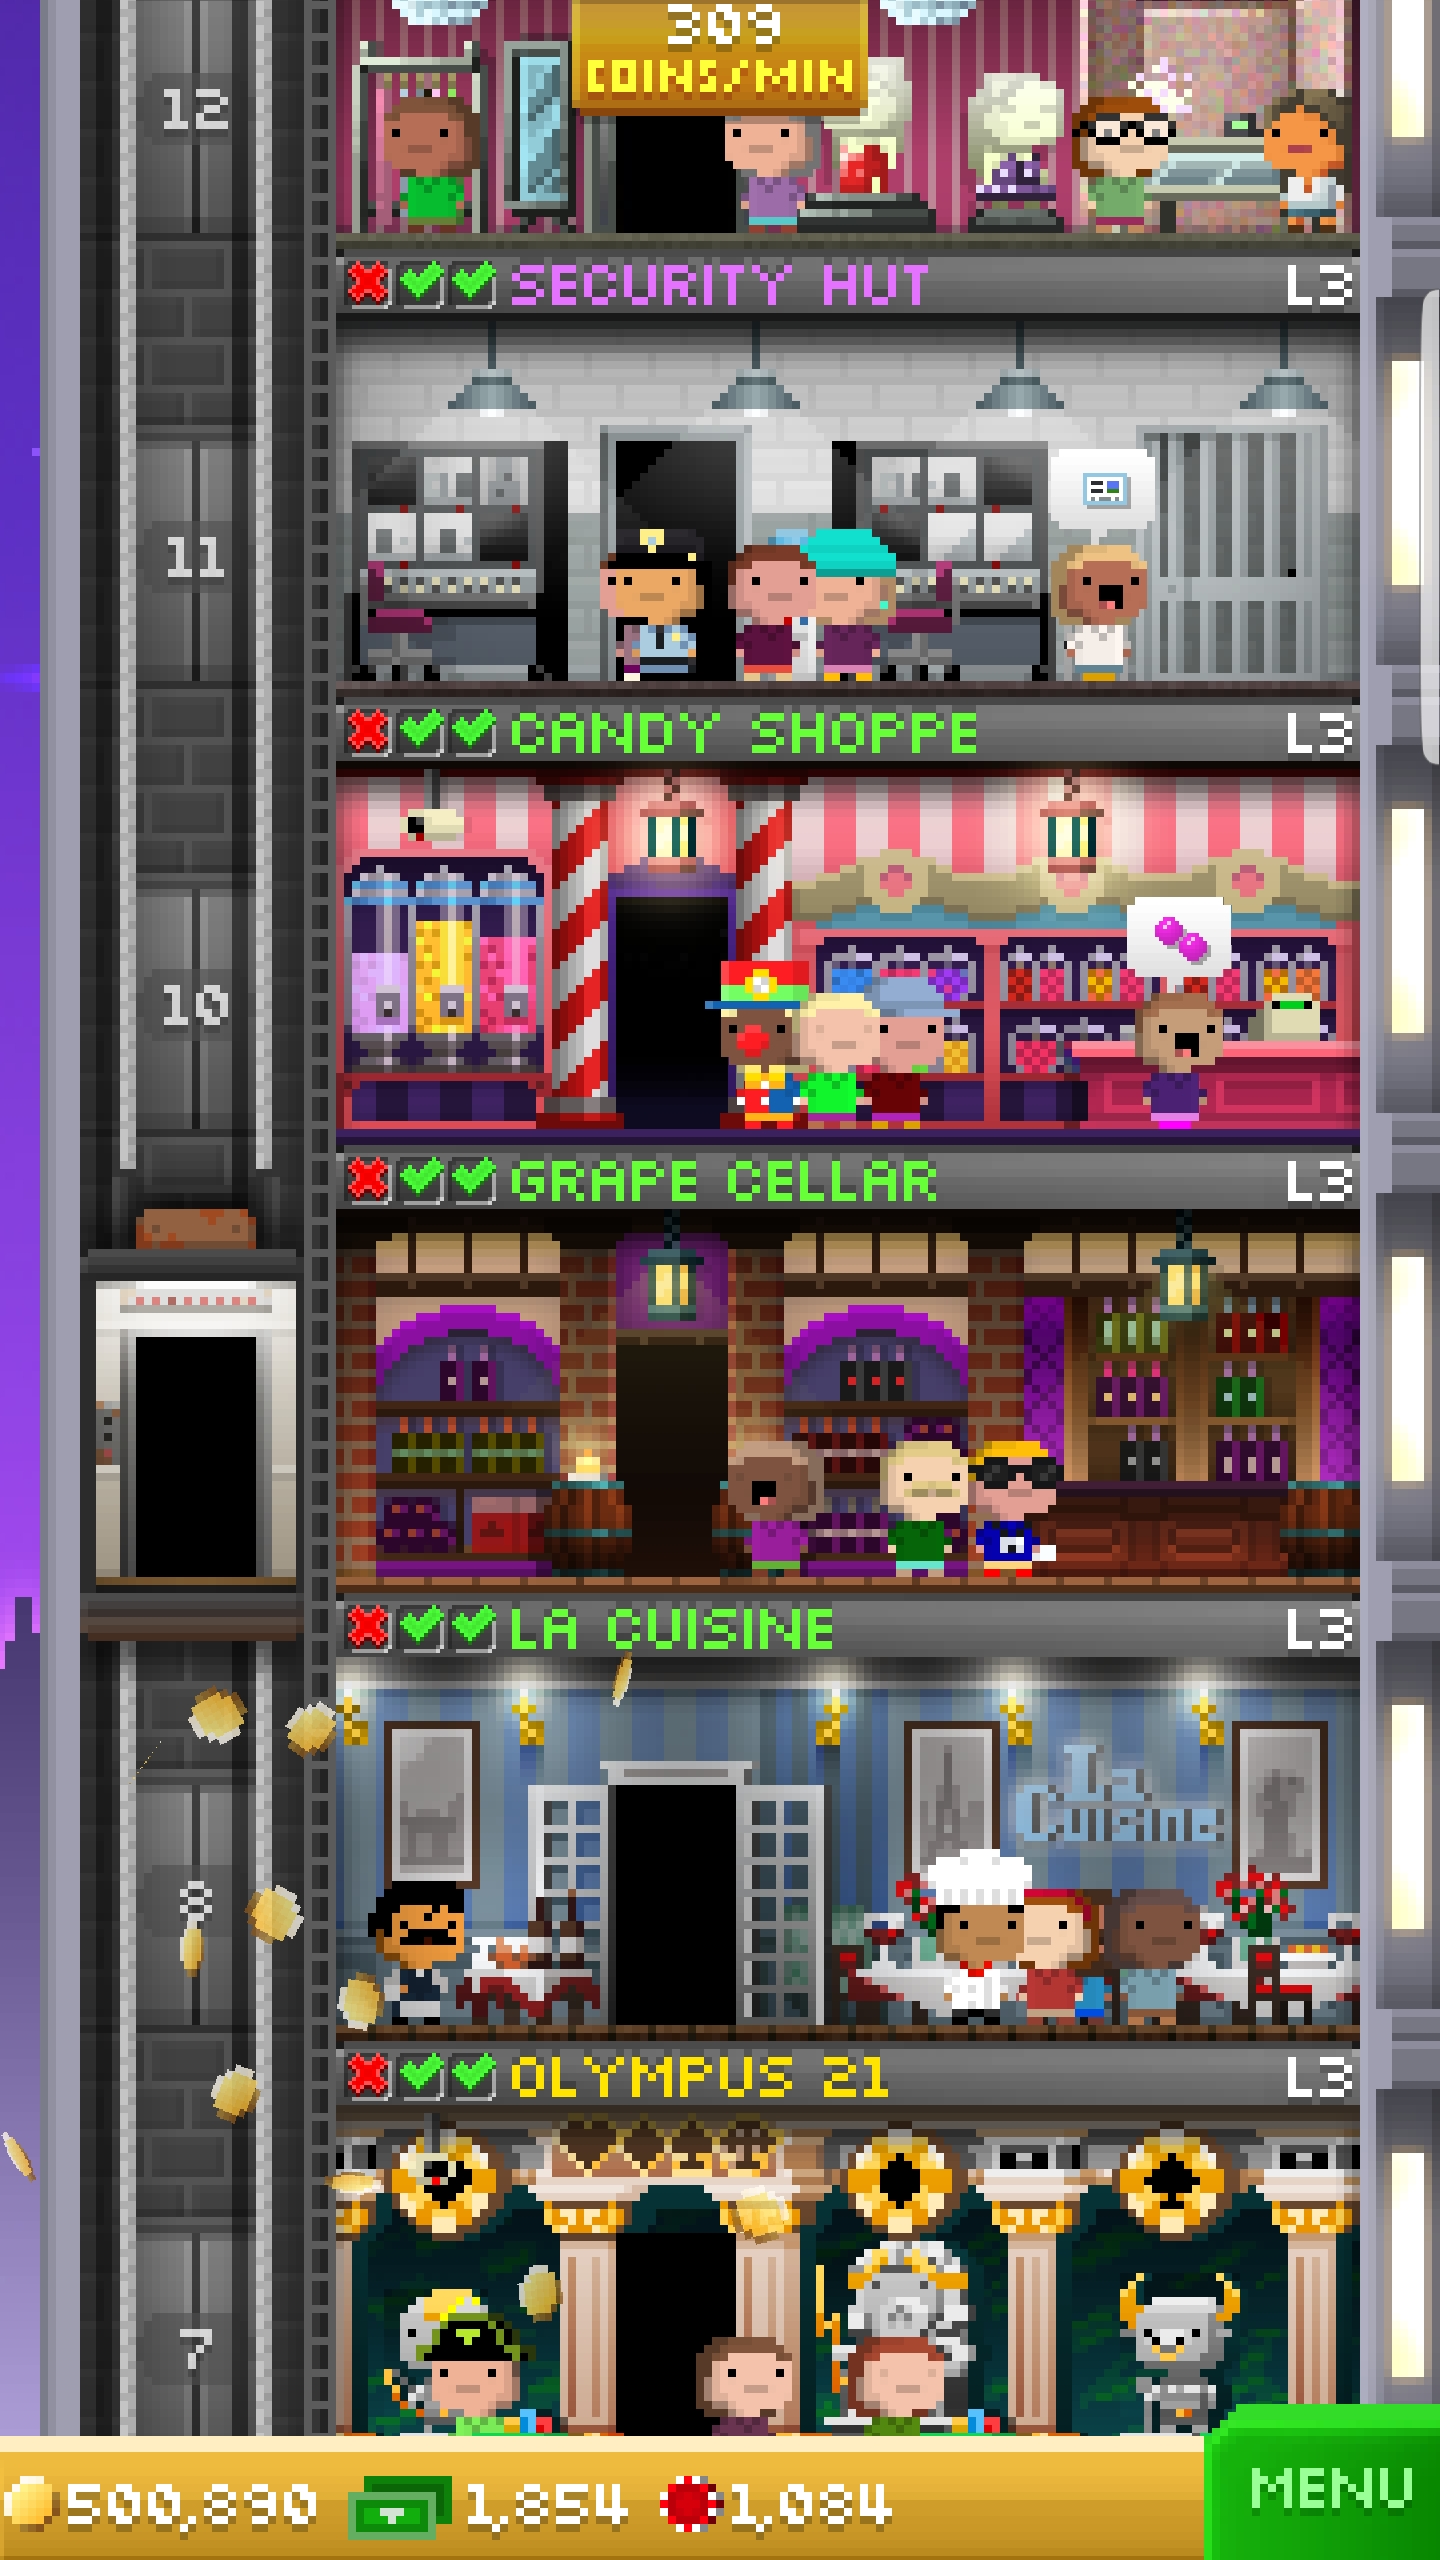 309
COINS/MIN
12
SECURITY HUT L3
11
CANDY SHOPPE L3
10
GRAPE CELLAR L3
LA CUISINE L3
La
Cuisine
8
OLYMPUS 21 L3
7
500,890 1,854 1,084 MENU